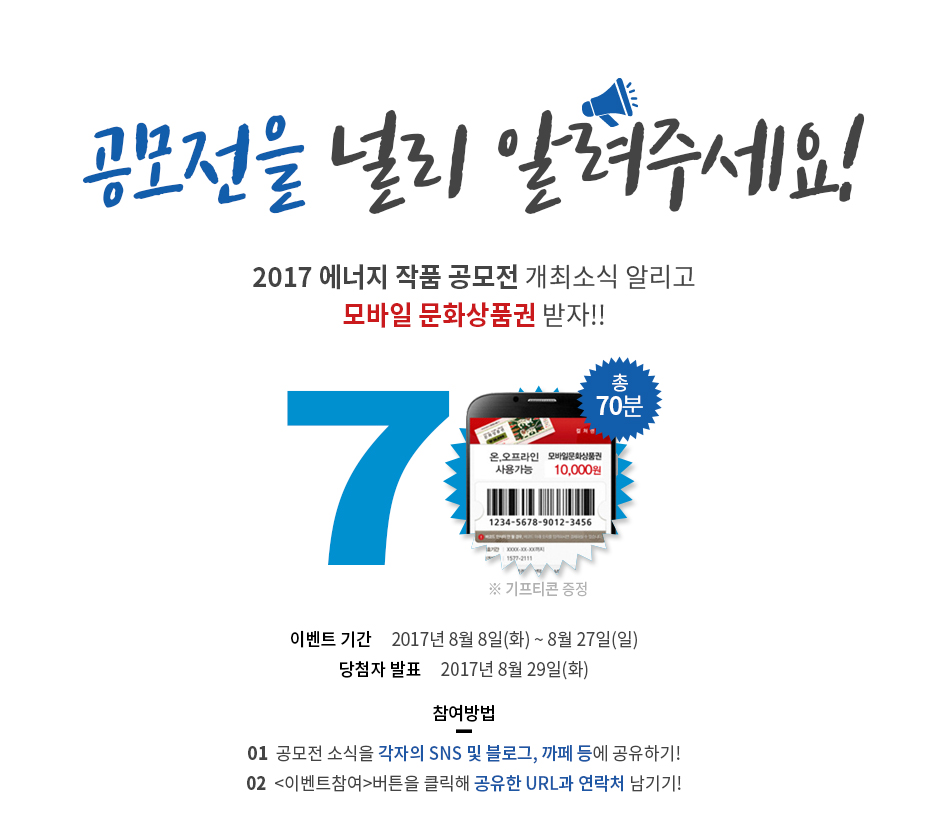 공모전을 널리 알려주세요!
2017 에너지 작품 공모전 개최소식 알리고
모바일 문화상품권 받자!!
7
총
70분
온,오프라인 모바일문화상품권
사용가능 10,000원
1234-5678-9012-3456
XXXX-XX-XX까지
1577-2111
※ 기프티콘 증정
이벤트 기간 2017년 8월 8일(화) ~ 8월 27일(일)
당첨자 발표 2017년 8월 29일(화)
참여방법
01 공모전 소식을 각자의 SNS 및 블로그, 까페 등에 공유하기!
02 <이벤트참여>버튼을 클릭해 공유한 URL과 연락처 남기기!